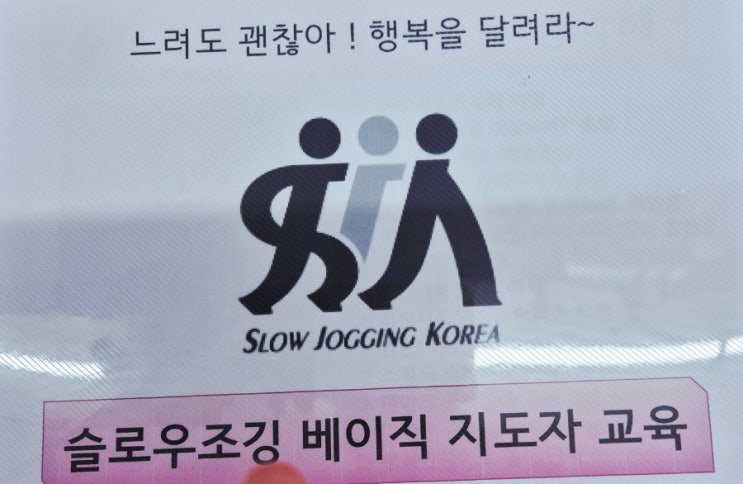 느려도 괜찮아 ! 행복을 달려라~
SLOW JOGGING KOREA
슬로우조깅 베이직 지도자 교육